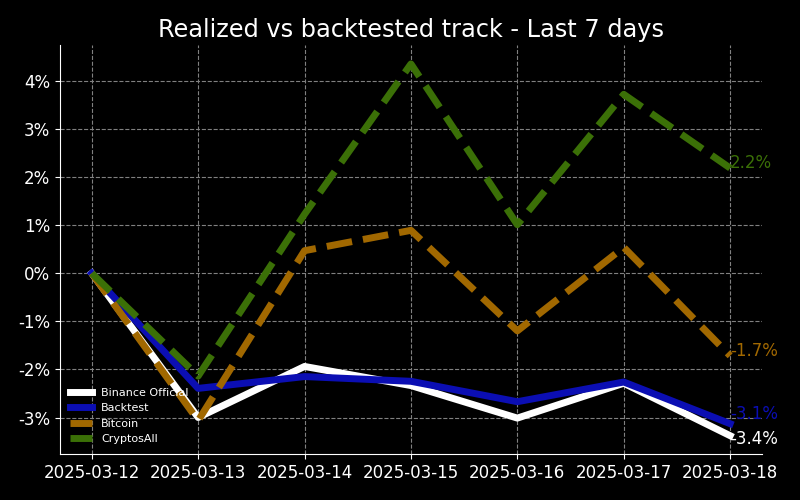 Realized vs backtested track - Last 7 days
4%
3%
2%
1%
0%
-1%
-2%
-3%
2.2%
-1.7%
-3.1%
-3.4%
Binance Official
Backtest
Bitcoin
CryptosAll
2025-03-12 2025-03-13 2025-03-14 2025-03-15 2025-03-16 2025-03-17 2025-03-18